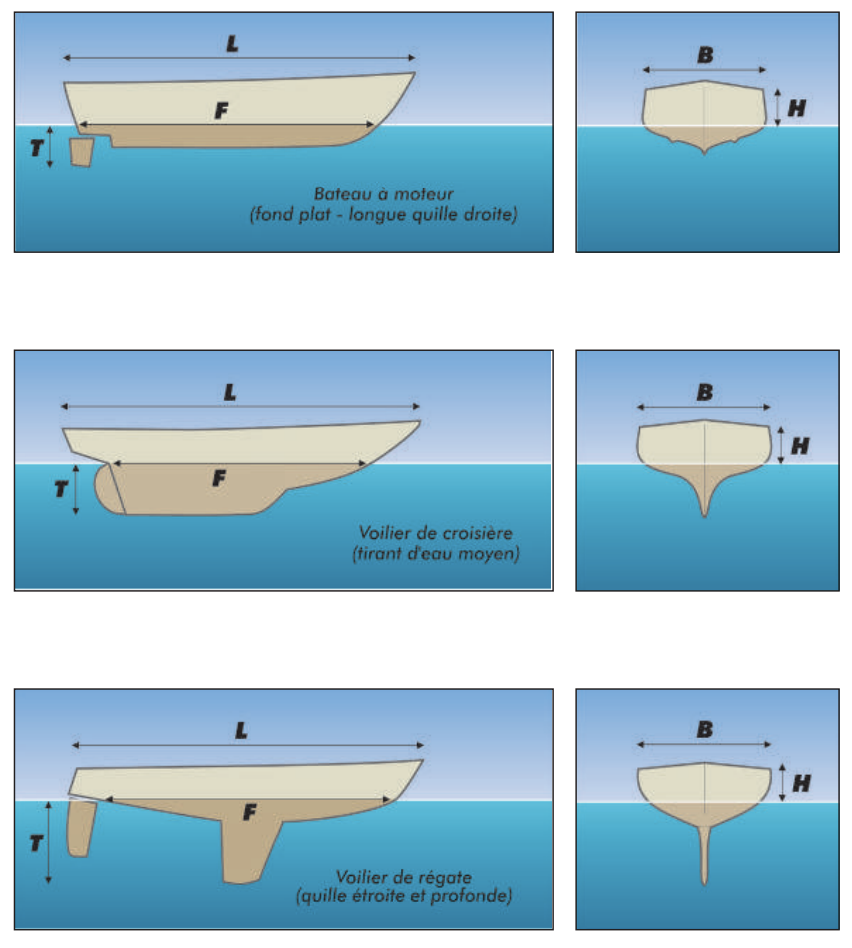 L
B
F
H
T
Bateau à moteur
(fond plat - longue quille droite)
L
B
F
H
T
Voilier de croisière
(tirant d'eau moyen)
L
B
F
H
T
Voilier de régate
(quille étroite et profonde)